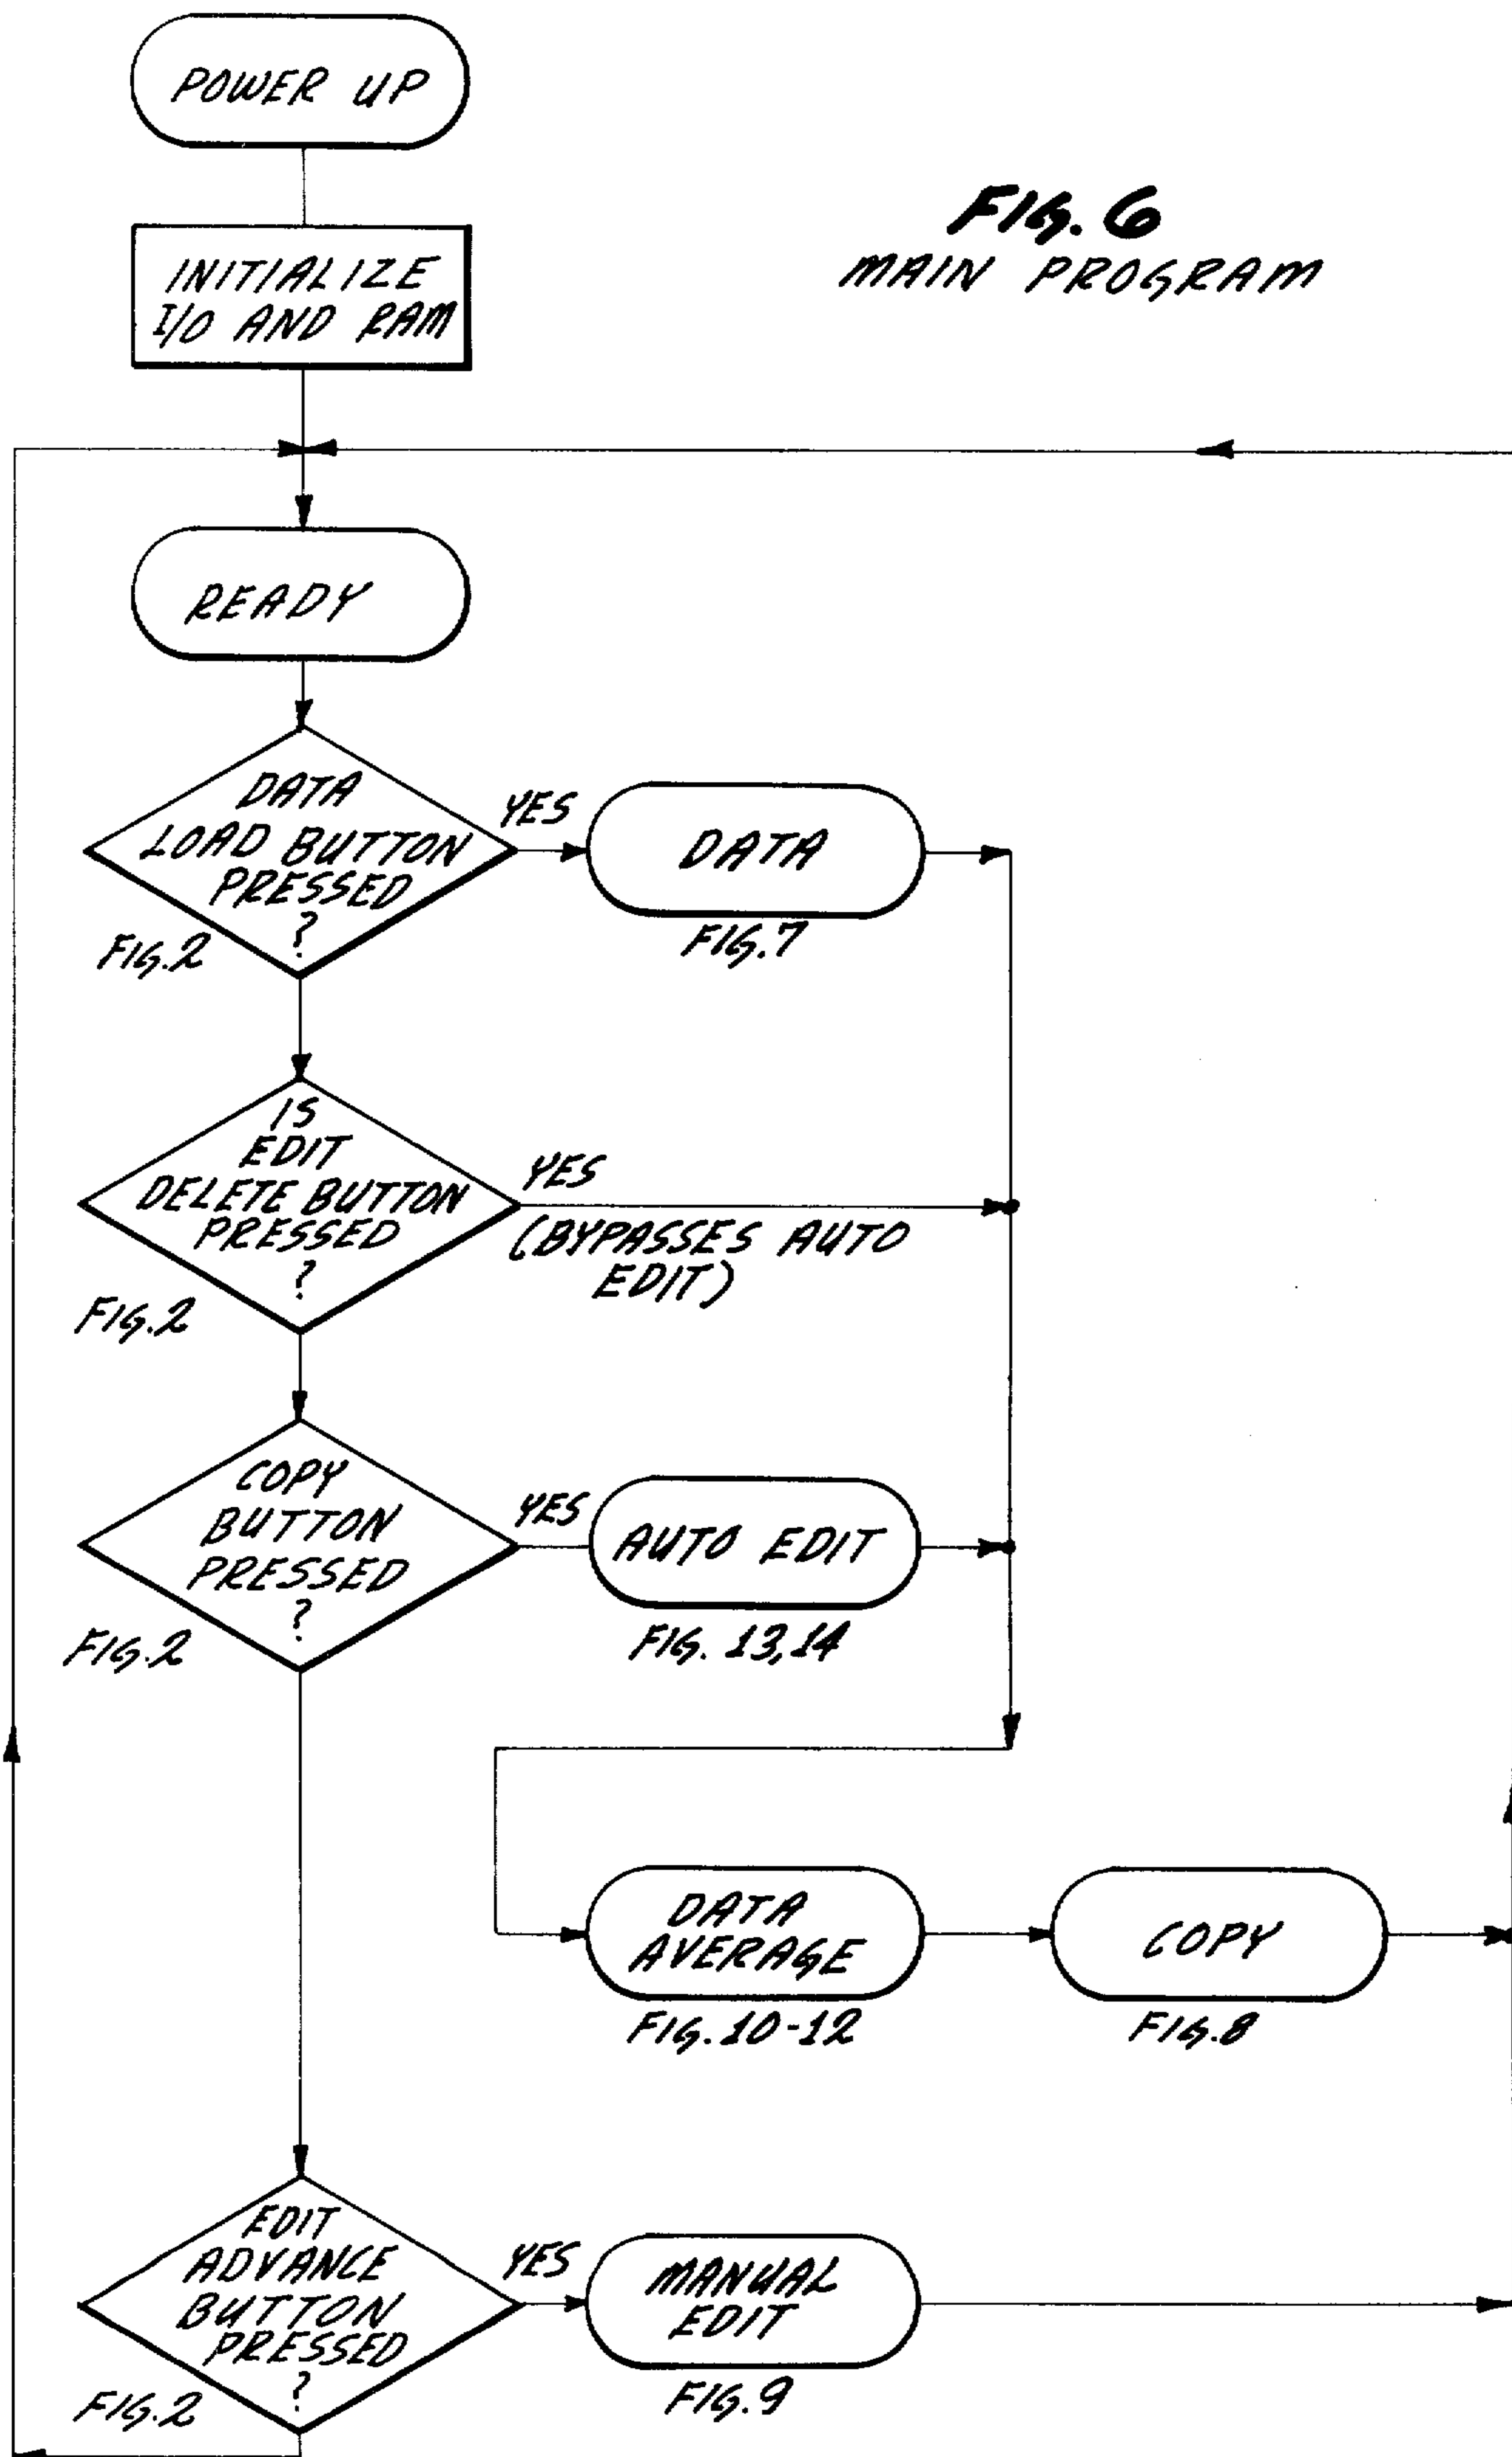 POWER UP
FIG. 6
MAIN PROGRAM
INITIALIZE
I/O AND RAM
READY
DATA
LOAD BUTTON
PRESSED
?
FIG. 2
YES
DATA
FIG. 7
IS
EDIT
DELETE BUTTON
PRESSED
?
FIG. 2
YES
(BYPASSES AUTO
EDIT)
COPY
BUTTON
PRESSED
?
FIG. 2
YES
AUTO EDIT
FIG. 13,14
DATA
AVERAGE
FIG. 10-12
COPY
FIG. 8
EDIT
ADVANCE
BUTTON
PRESSED
?
FIG. 2
YES
MANUAL
EDIT
FIG. 9